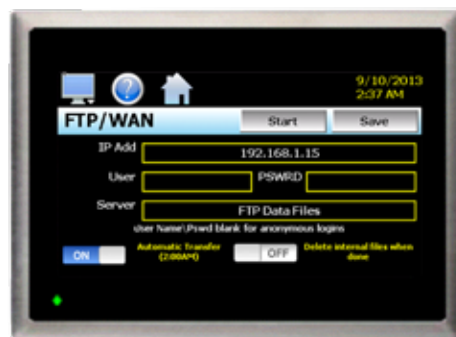 ?
9/10/2013
2:37 AM
FTP/WAN
Start
Save
IP Add
192.168.1.15
User
PSWRD
Server
FTP Data Files
User Name\Pswd blank for anonymous logins
ON
Automatic Transfer
(2:00AM)
OFF
Delete internal files when
done